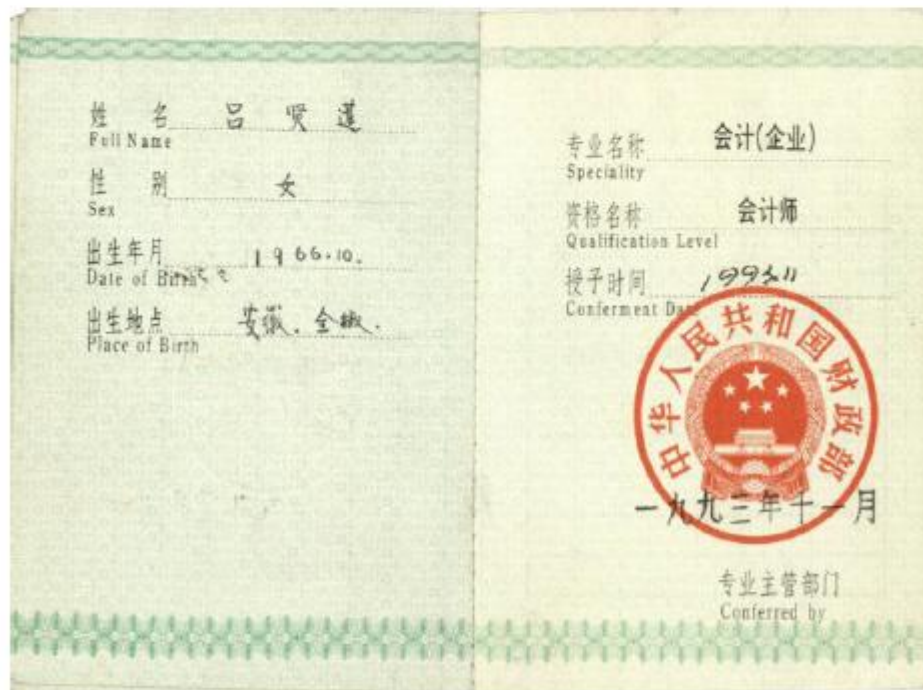 姓 名 吕 贤 莲
Full Name
性 别 女
Sex
出生年月 1966.10.
Date of Birth
出生地点 安徽.
Place of Birth
专业名称 会计(企业)
Speciality
资格名称 会计师
Qualification Level
授予时间
Conferment Date
中华人民共和国财政部
一九九三年十一月
专业主管部门
Conferred by